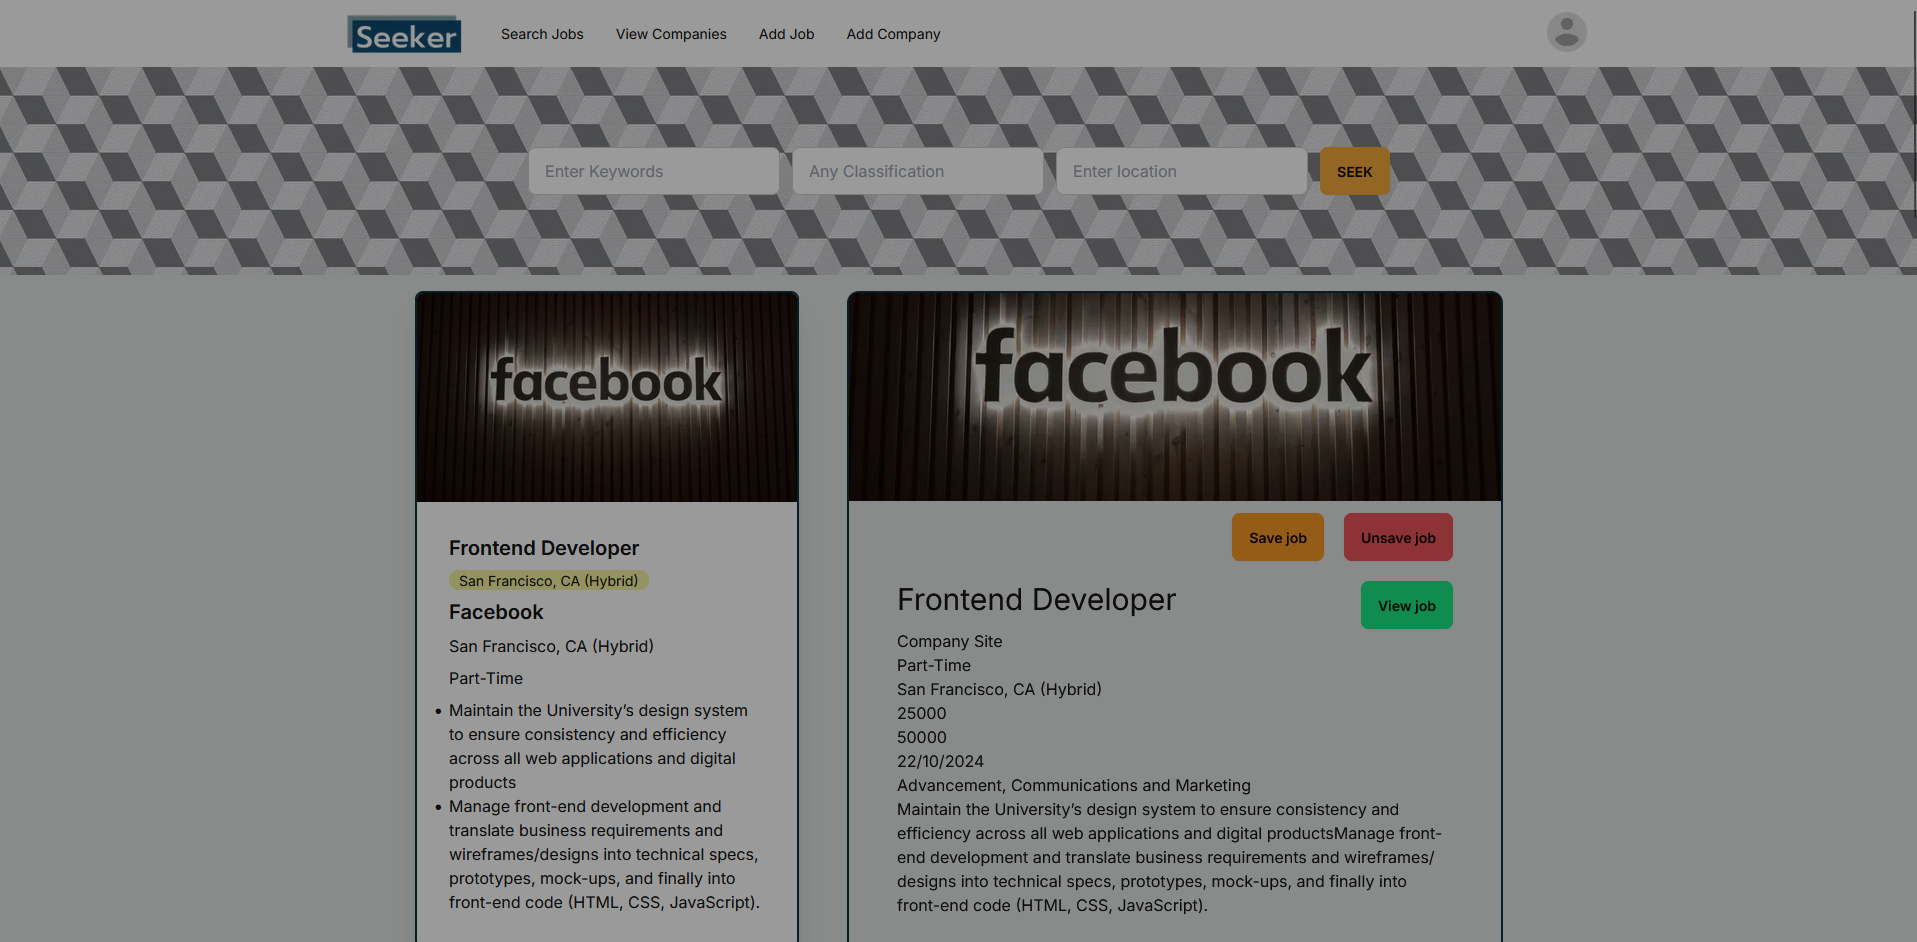 Seeker
Search Jobs
View Companies
Add Job
Add Company
Enter Keywords
Any Classification
Enter location
SEEK
facebook
Frontend Developer
San Francisco, CA (Hybrid)
Facebook
San Francisco, CA (Hybrid)
Part-Time
Maintain the University’s design system
to ensure consistency and efficiency
across all web applications and digital
products
Manage front-end development and
translate business requirements and
wireframes/designs into technical specs,
prototypes, mock-ups, and finally into
front-end code (HTML, CSS, JavaScript).
facebook
Save job
Unsave job
Frontend Developer
View job
Company Site
Part-Time
San Francisco, CA (Hybrid)
25000
50000
22/10/2024
Advancement, Communications and Marketing
Maintain the University’s design system to ensure consistency and
efficiency across all web applications and digital productsManage front-
end development and translate business requirements and wireframes/
designs into technical specs, prototypes, mock-ups, and finally into
front-end code (HTML, CSS, JavaScript).